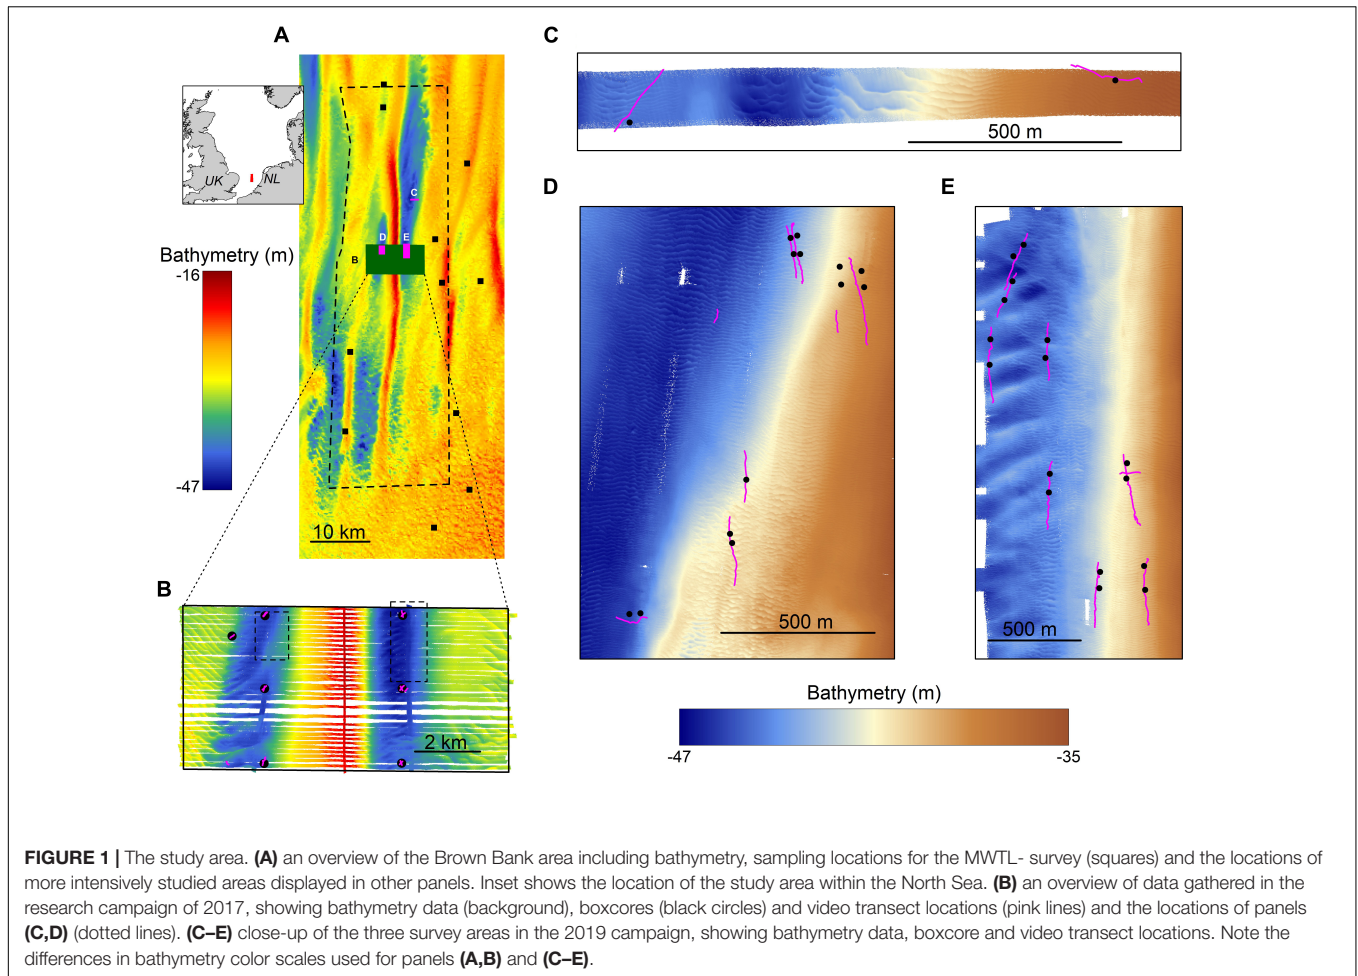 A
C
UK
NL
C
D
E
B
Bathymetry (m)
-16
-47
10 km
500 m
D
E
500 m
500 m
B
2 km
Bathymetry (m)
-47
-35
FIGURE 1 | The study area. (A) an overview of the Brown Bank area including bathymetry, sampling locations for the MWTL- survey (squares) and the locations of
more intensively studied areas displayed in other panels. Inset shows the location of the study area within the North Sea. (B) an overview of data gathered in the
research campaign of 2017, showing bathymetry data (background), boxcores (black circles) and video transect locations (pink lines) and the locations of panels
(C,D) (dotted lines). (C–E) close-up of the three survey areas in the 2019 campaign, showing bathymetry data, boxcore and video transect locations. Note the
differences in bathymetry color scales used for panels (A,B) and (C–E).